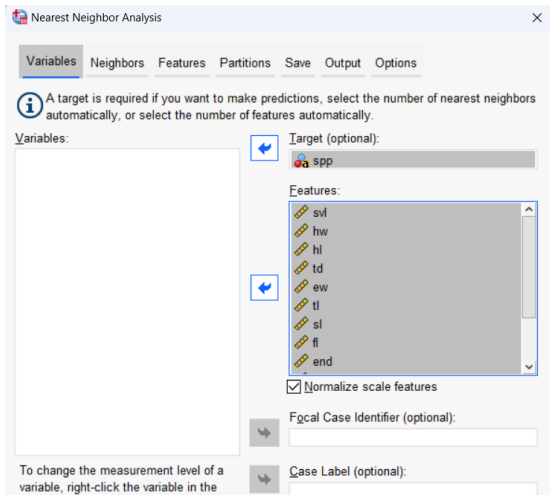 Nearest Neighbor Analysis
Variables Neighbors Features Partitions Save Output Options
A target is required if you want to make predictions, select the number of nearest neighbors
automatically, or select the number of features automatically.
Variables:
Target (optional):
spp
Features:
svl
hw
hl
td
ew
tl
sl
fl
end
Normalize scale features
Focal Case Identifier (optional):
Case Label (optional):
To change the measurement level of a
variable, right-click the variable in the